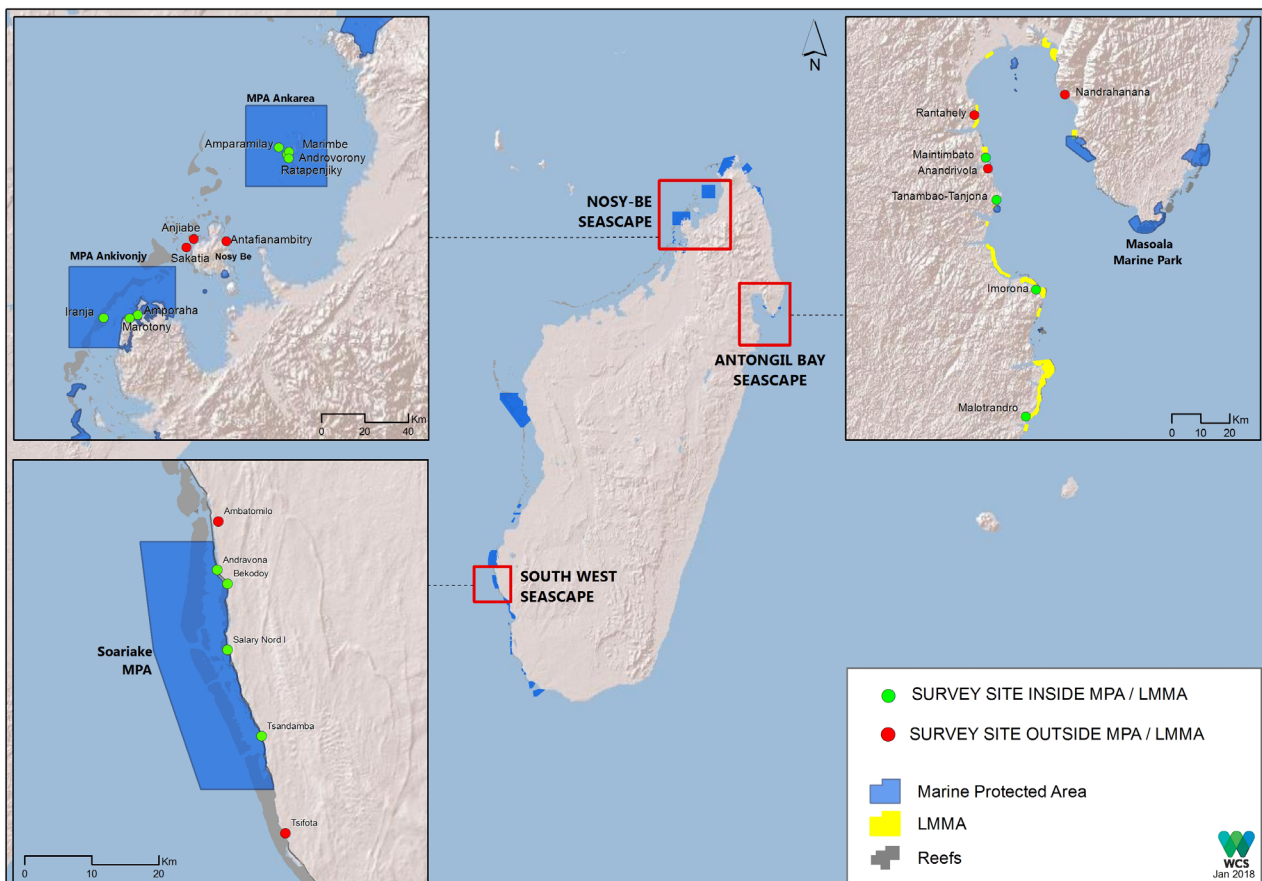 MPA Ankarea
Amparamilay
Marimbe
Androvorony
Ratapenjiky
Anjiabe
Antafianambitry
Sakatia
Nosy Be
MPA Ankivonjy
Iranja
Amporaha
Marotony
Km
0 20 40
N
NOSY-BE
SEASCAPE
ANTONGIL BAY
SEASCAPE
SOUTH WEST
SEASCAPE
Nandrahanana
Rantahely
Maintimbato
Anandrivola
Tanambao-Tanjona
Masoala
Marine Park
Imorona
Malotrandro
Km
0 10 20
Ambatomilo
Andravona
Bekodoy
Salary Nord I
Soariake
MPA
Tsandamba
Tsifota
Km
0 10 20
SURVEY SITE INSIDE MPA / LMMA
SURVEY SITE OUTSIDE MPA / LMMA
Marine Protected Area
LMMA
Reefs
WCS
Jan 2018